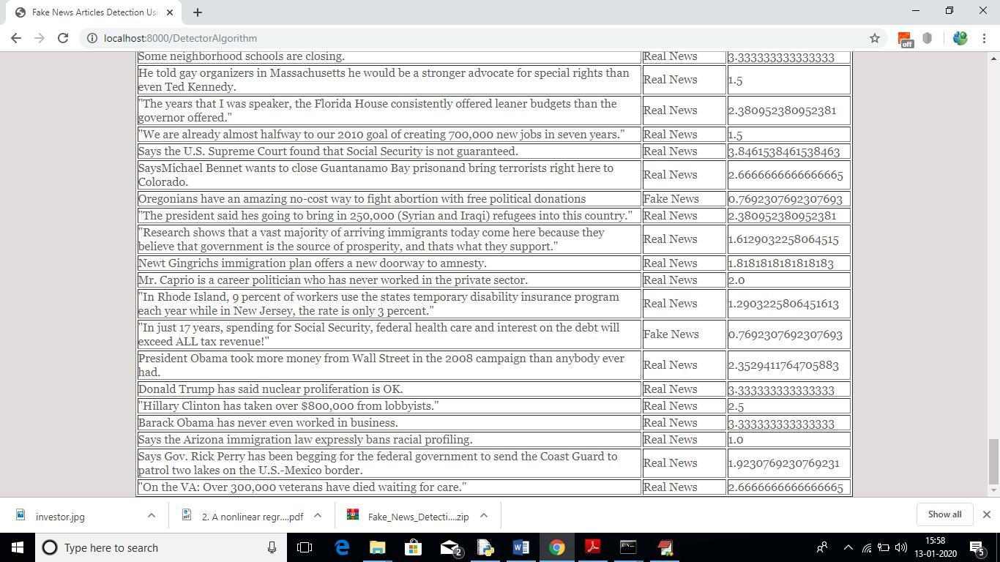 Fake News Articles Detection Usi
localhost:8000/DetectorAlgorithm
off
Some neighborhood schools are closing. Real News 3.333333333333333
He told gay organizers in Massachusetts he would be a stronger advocate for special rights than
even Ted Kennedy. Real News 1.5
"The years that I was speaker, the Florida House consistently offered leaner budgets than the
governor offered." Real News 2.380952380952381
"We are already almost halfway to our 2010 goal of creating 700,000 new jobs in seven years." Real News 1.5
Says the U.S. Supreme Court found that Social Security is not guaranteed. Real News 3.8461538461538463
SaysMichael Bennet wants to close Guantanamo Bay prisonand bring terrorists right here to
Colorado. Real News 2.6666666666666665
Oregonians have an amazing no-cost way to fight abortion with free political donations Fake News 0.7692307692307693
"The president said hes going to bring in 250,000 (Syrian and Iraqi) refugees into this country." Real News 2.380952380952381
"Research shows that a vast majority of arriving immigrants today come here because they
believe that government is the source of prosperity, and thats what they support." Real News 1.6129032258064515
Newt Gingrichs immigration plan offers a new doorway to amnesty. Real News 1.8181818181818183
Mr. Caprio is a career politician who has never worked in the private sector. Real News 2.0
"In Rhode Island, 9 percent of workers use the states temporary disability insurance program
each year while in New Jersey, the rate is only 3 percent." Real News 1.2903225806451613
"In just 17 years, spending for Social Security, federal health care and interest on the debt will
exceed ALL tax revenue!" Fake News 0.7692307692307693
President Obama took more money from Wall Street in the 2008 campaign than anybody ever
had. Real News 2.3529411764705883
Donald Trump has said nuclear proliferation is OK. Real News 3.333333333333333
"Hillary Clinton has taken over $800,000 from lobbyists." Real News 2.5
Barack Obama has never even worked in business. Real News 3.333333333333333
Says the Arizona immigration law expressly bans racial profiling. Real News 1.0
Says Gov. Rick Perry has been begging for the federal government to send the Coast Guard to
patrol two lakes on the U.S.-Mexico border. Real News 1.9230769230769231
"On the VA: Over 300,000 veterans have died waiting for care." Real News 2.6666666666666665
investor.jpg 2. A nonlinear regr....pdf Fake_News_Detecti....zip Show all
Type here to search 2 15:58
13-01-2020 5